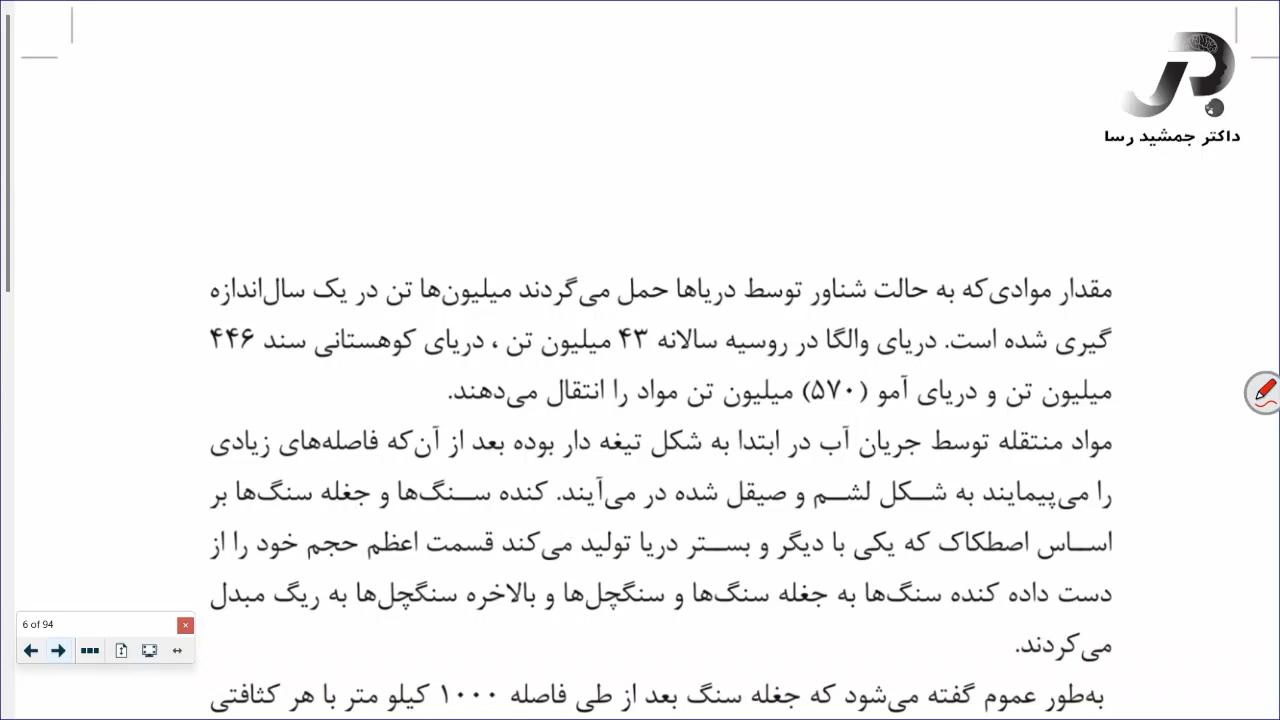 داکتر جمشید رسا
مقدار موادی‌که به حالت شناور توسط دریاها حمل می‌گردند میلیون‌ها تن در یک سال‌اندازه
گیری شده است. دریای والگا در روسیه سالانه ۴۳ میلیون تن ، دریای کوهستانی سند ۴۴۶
میلیون تن و دریای آمو (۵۷۰) میلیون تن مواد را انتقال می‌دهند.
مواد منتقله توسط جریان آب در ابتدا به شکل تیغه دار بوده بعد از آن‌که فاصله‌های زیادی
را می‌پیمایند به شکل لشم و صیقل شده در می‌آیند. کنده سنگ‌ها و جغله سنگ‌ها بر
اساس اصطکاک که یکی با دیگر و بستر دریا تولید می‌کند قسمت اعظم حجم خود را از
دست داده کنده سنگ‌ها به جغله سنگ‌ها و سنگچل‌ها و بالاخره سنگچل‌ها به ریگ مبدل
می‌کردند.
به‌طور عموم گفته می‌شود که جغله سنگ بعد از طی فاصله ۱۰۰۰ کیلو متر با هر کثافتی
6 of 94